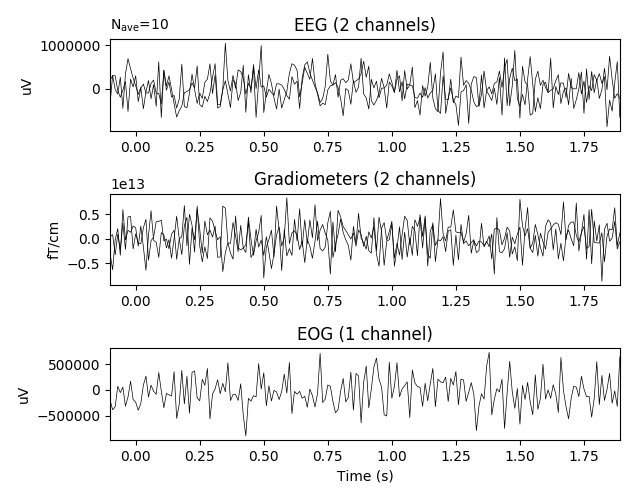 N_ave=10
EEG (2 channels)
1000000
0
uV
0.00 0.25 0.50 0.75 1.00 1.25 1.50 1.75
1e13
Gradiometers (2 channels)
0.5
0.0
−0.5
fT/cm
0.00 0.25 0.50 0.75 1.00 1.25 1.50 1.75
EOG (1 channel)
500000
0
−500000
uV
0.00 0.25 0.50 0.75 1.00 1.25 1.50 1.75
Time (s)